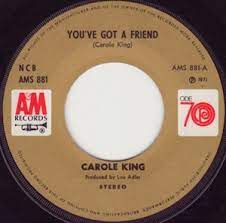 YOU'VE GOT A FRIEND
(Carole King)
NCB
AMS 881
AMS 881-A
℗ 1971
A&M
RECORDS
ODE
70
CAROLE KING
Produced by Lou Adler
STEREO